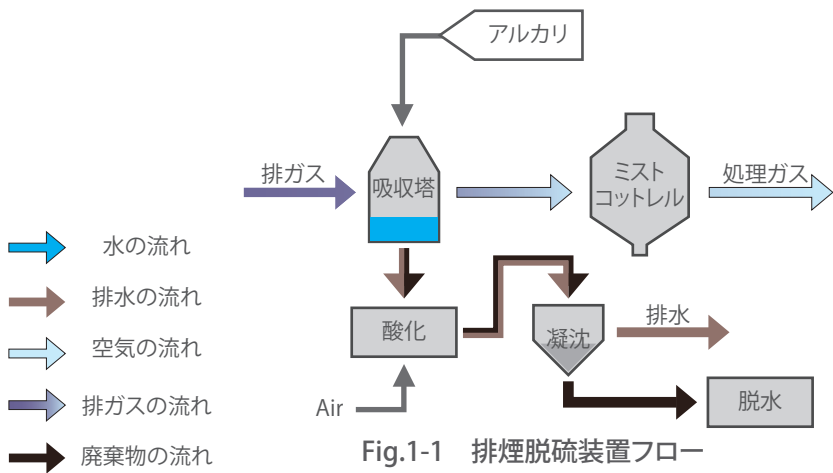 アルカリ
排ガス
吸収塔
ミスト
コットレル
処理ガス
水の流れ
排水の流れ
空気の流れ
排ガスの流れ
廃棄物の流れ
酸化
凝沈
排水
Air
脱水
Fig.1-1 排煙脱硫装置フロー